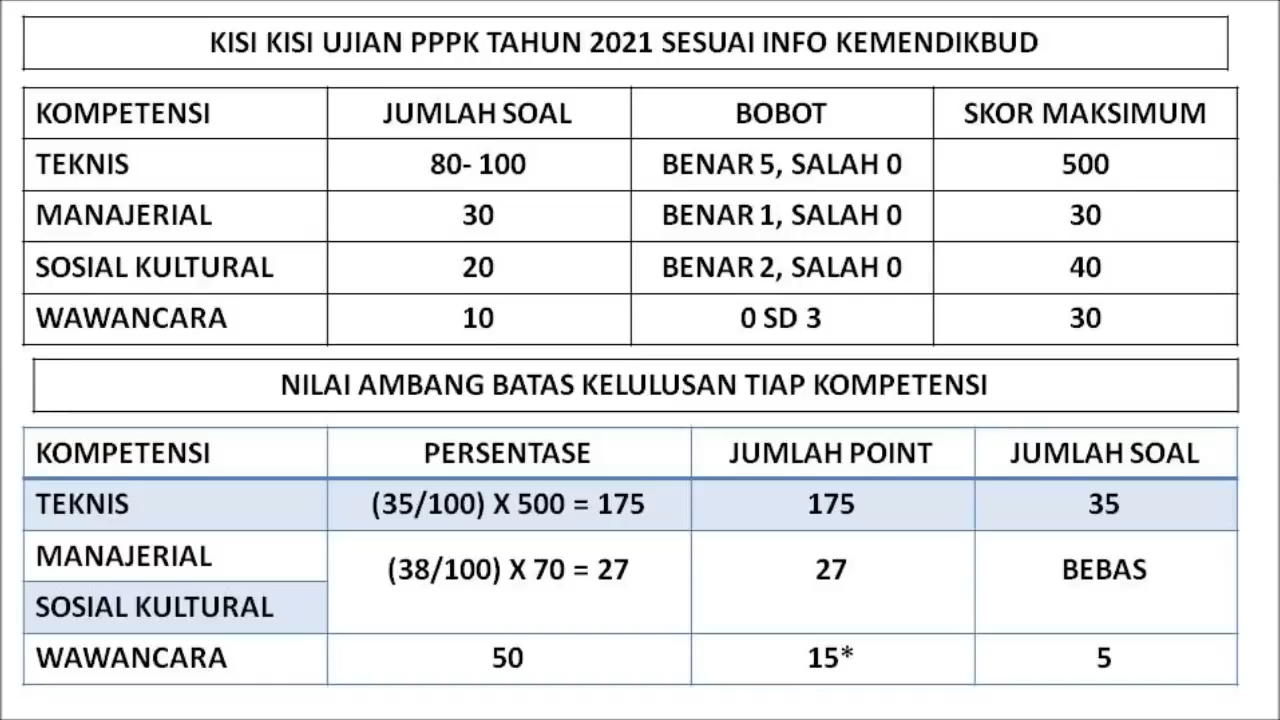 KISI KISI UJIAN PPPK TAHUN 2021 SESUAI INFO KEMENDIKBUD
KOMPETENSI JUMLAH SOAL BOBOT SKOR MAKSIMUM
TEKNIS 80- 100 BENAR 5, SALAH 0 500
MANAJERIAL 30 BENAR 1, SALAH 0 30
SOSIAL KULTURAL 20 BENAR 2, SALAH 0 40
WAWANCARA 10 0 SD 3 30
NILAI AMBANG BATAS KELULUSAN TIAP KOMPETENSI
KOMPETENSI PERSENTASE JUMLAH POINT JUMLAH SOAL
TEKNIS (35/100) X 500 = 175 175 35
MANAJERIAL
(38/100) X 70 = 27 27 BEBAS
SOSIAL KULTURAL
WAWANCARA 50 15* 5